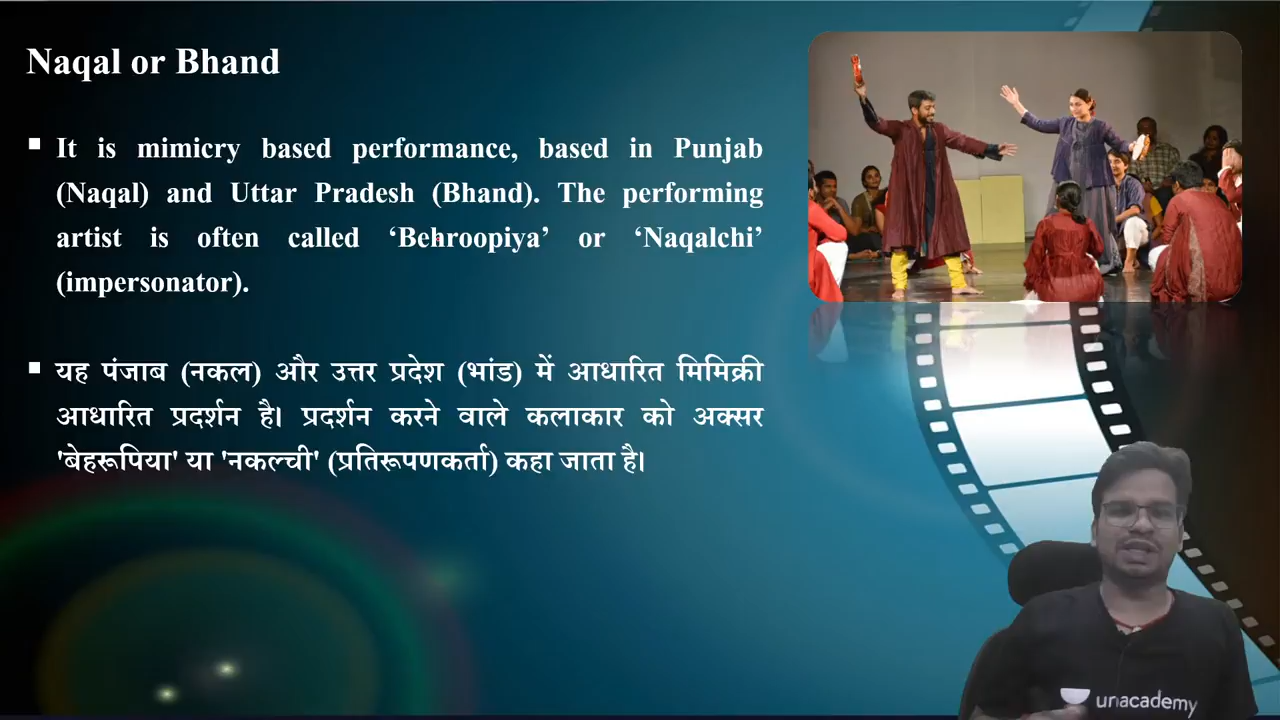 Naqal or Bhand
It is mimicry based performance, based in Punjab
(Naqal) and Uttar Pradesh (Bhand). The performing
artist is often called ‘Behroopiya’ or ‘Naqalchi’
(impersonator).
यह पंजाब (नकल) और उत्तर प्रदेश (भांड) में आधारित मिमिक्री
आधारित प्रदर्शन है। प्रदर्शन करने वाले कलाकार को अक्सर
'बेहरूपिया' या 'नकल्ची' (प्रतिरूपणकर्ता) कहा जाता है।
unacademy